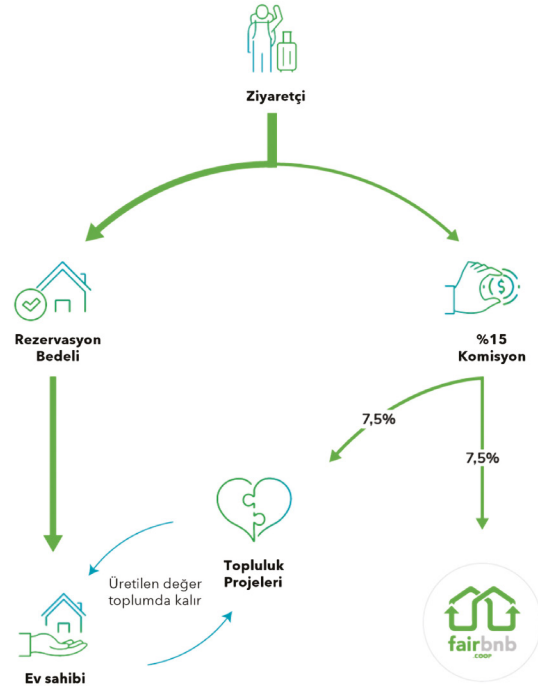 Ziyaretçi
Rezervasyon
Bedeli
%15
Komisyon
7,5%
7,5%
Topluluk
Projeleri
Üretilen değer
toplumda kalır
Ev sahibi
fairbnb
.COOP
$